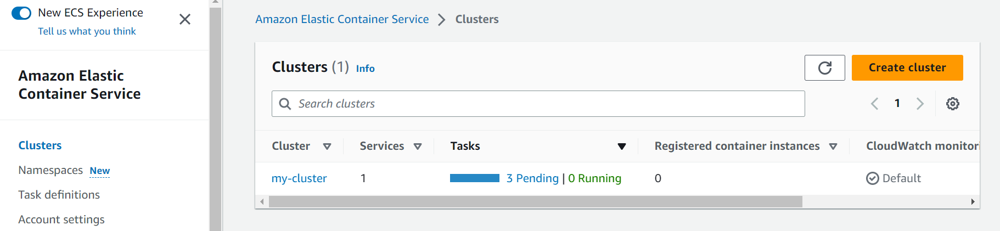 New ECS Experience
Tell us what you think
Amazon Elastic
Container Service
Clusters
Namespaces New
Task definitions
Account settings
Amazon Elastic Container Service Clusters
Clusters (1) Info
Create cluster
Search clusters
1
Cluster Services Tasks Registered container instances CloudWatch monitori
my-cluster 1 3 Pending | 0 Running 0 Default